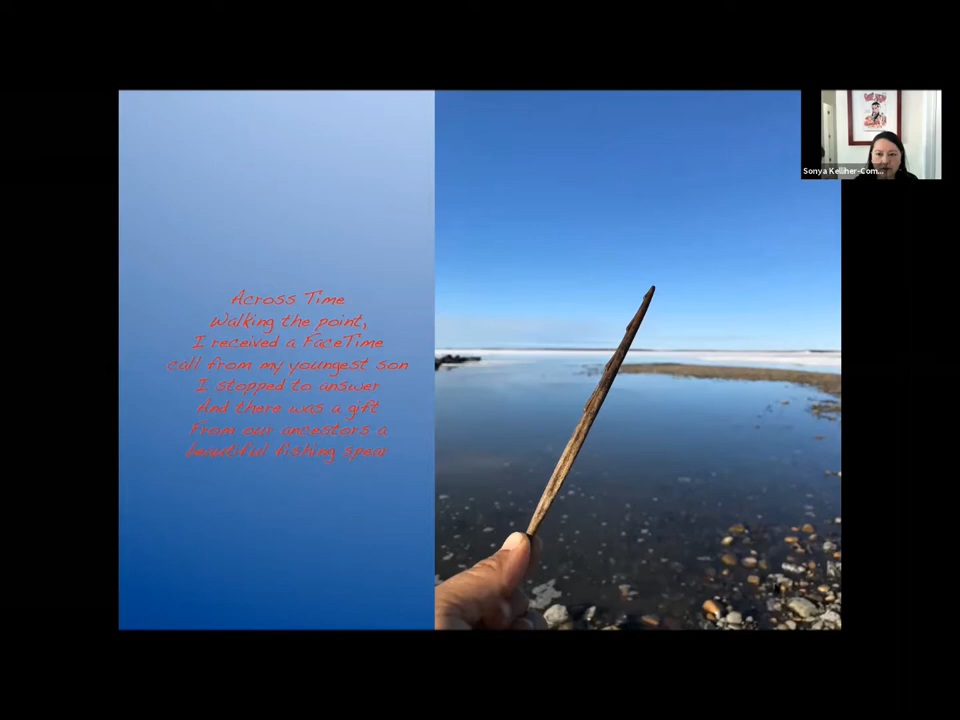 Across Time
Walking the point,
I received a FaceTime
call from my youngest son
I stopped to answer
And there was a gift
From our ancestors a
beautiful fishing spear
Sonya Kelliher-Com...